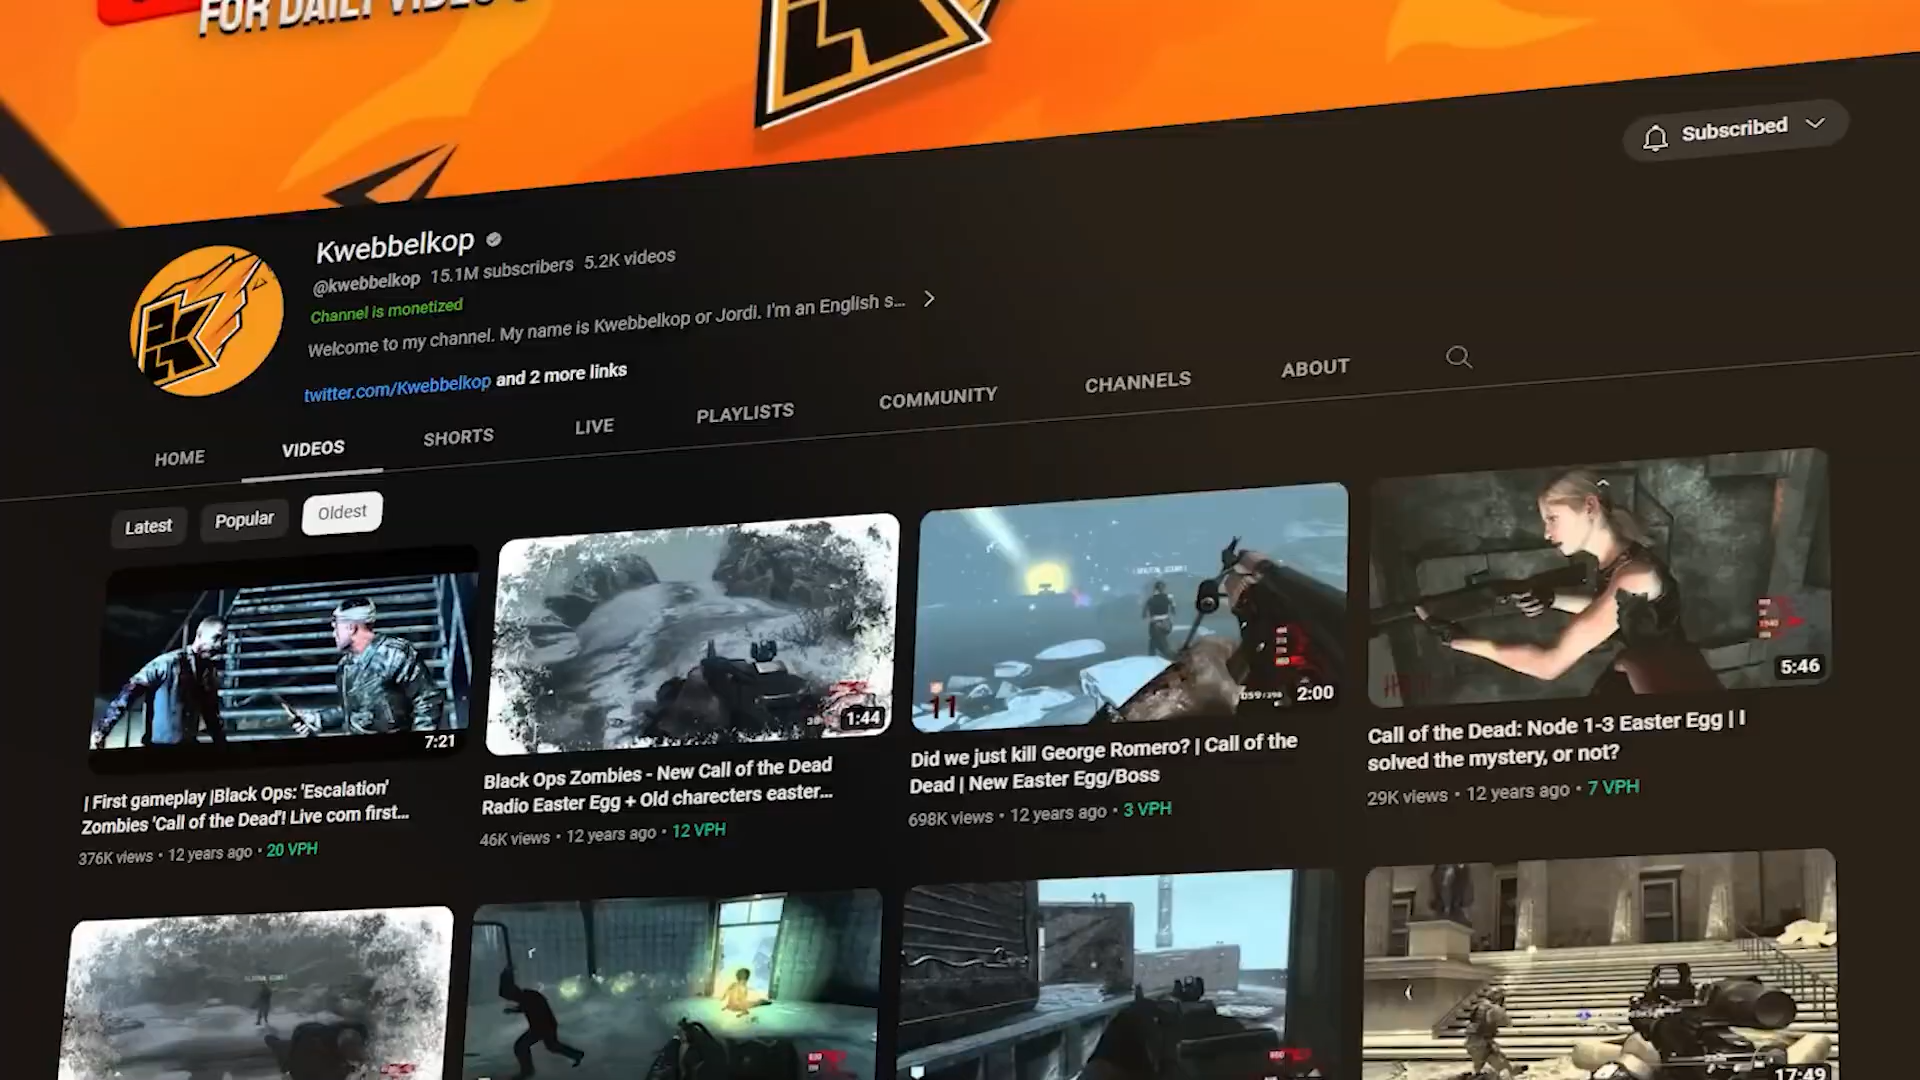 FOR DAILY VIDEO
Subscribed
Kwebbelkop
@kwebbelkop 15.1M subscribers 5.2K videos
Channel is monetized
Welcome to my channel. My name is Kwebbelkop or Jordi. I'm an English s...
twitter.com/Kwebbelkop and 2 more links
HOME VIDEOS SHORTS LIVE PLAYLISTS COMMUNITY CHANNELS ABOUT
Latest Popular Oldest
7:21
1:44
11
2:00
5:46
| First gameplay |Black Ops: 'Escalation'
Zombies 'Call of the Dead'! Live com first...
376K views • 12 years ago • 20 VPH
Black Ops Zombies - New Call of the Dead
Radio Easter Egg + Old charecters easter...
46K views • 12 years ago • 12 VPH
Did we just kill George Romero? | Call of the
Dead | New Easter Egg/Boss
698K views • 12 years ago • 3 VPH
Call of the Dead: Node 1-3 Easter Egg | I
solved the mystery, or not?
29K views • 12 years ago • 7 VPH
17:49